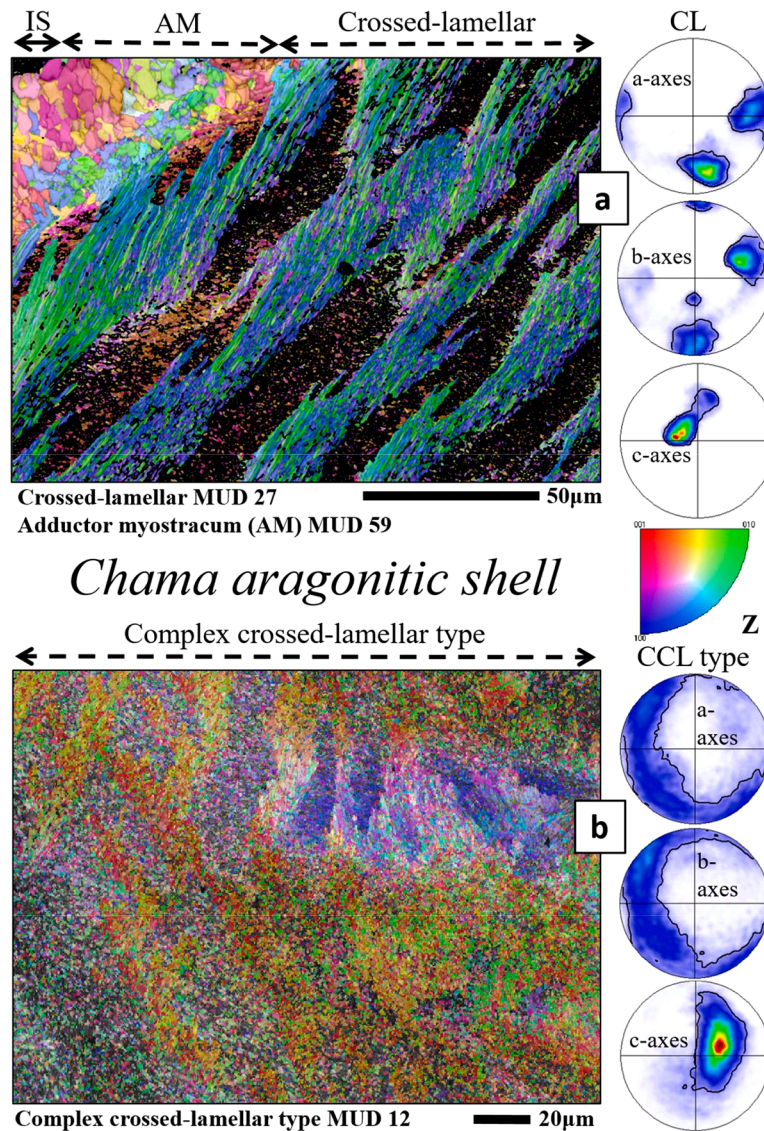 IS AM Crossed-lamellar CL
a-axes
a
b-axes
c-axes
Crossed-lamellar MUD 27 50µm
Adductor myostracum (AM) MUD 59
001 010
Chama aragonitic shell
100 Z
Complex crossed-lamellar type
CCL type
a-
axes
b
b-
axes
c-axes
Complex crossed-lamellar type MUD 12 20µm